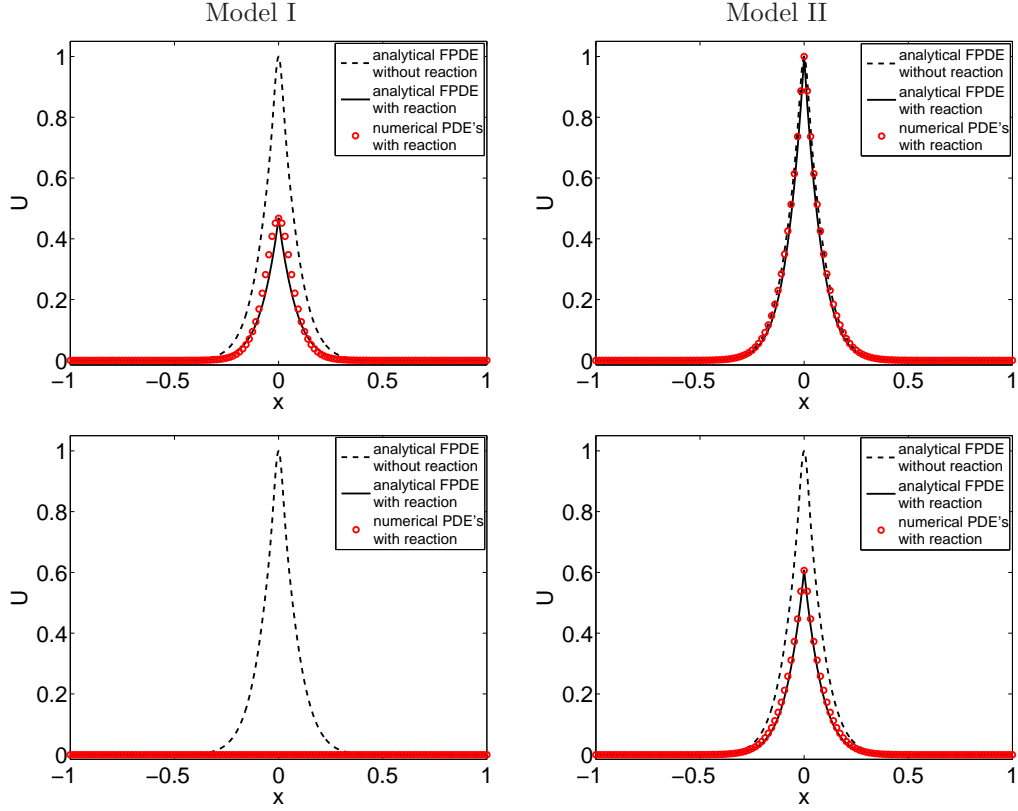 Model I
Model II
analytical FPDE
without reaction
analytical FPDE
with reaction
numerical PDE's
with reaction
1
0.8
0.6
0.4
0.2
0
U
−1
−0.5
0
0.5
1
x
analytical FPDE
without reaction
analytical FPDE
with reaction
numerical PDE's
with reaction
1
0.8
0.6
0.4
0.2
0
U
−1
−0.5
0
0.5
1
x
analytical FPDE
without reaction
analytical FPDE
with reaction
numerical PDE's
with reaction
1
0.8
0.6
0.4
0.2
0
U
−1
−0.5
0
0.5
1
x
analytical FPDE
without reaction
analytical FPDE
with reaction
numerical PDE's
with reaction
1
0.8
0.6
0.4
0.2
0
U
−1
−0.5
0
0.5
1
x